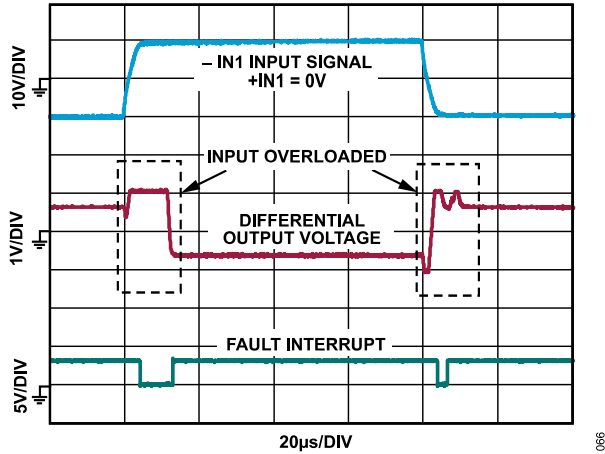 10V/DIV
– IN1 INPUT SIGNAL
+IN1 = 0V
INPUT OVERLOADED
1V/DIV
DIFFERENTIAL
OUTPUT VOLTAGE
FAULT INTERRUPT
5V/DIV
20µs/DIV
066